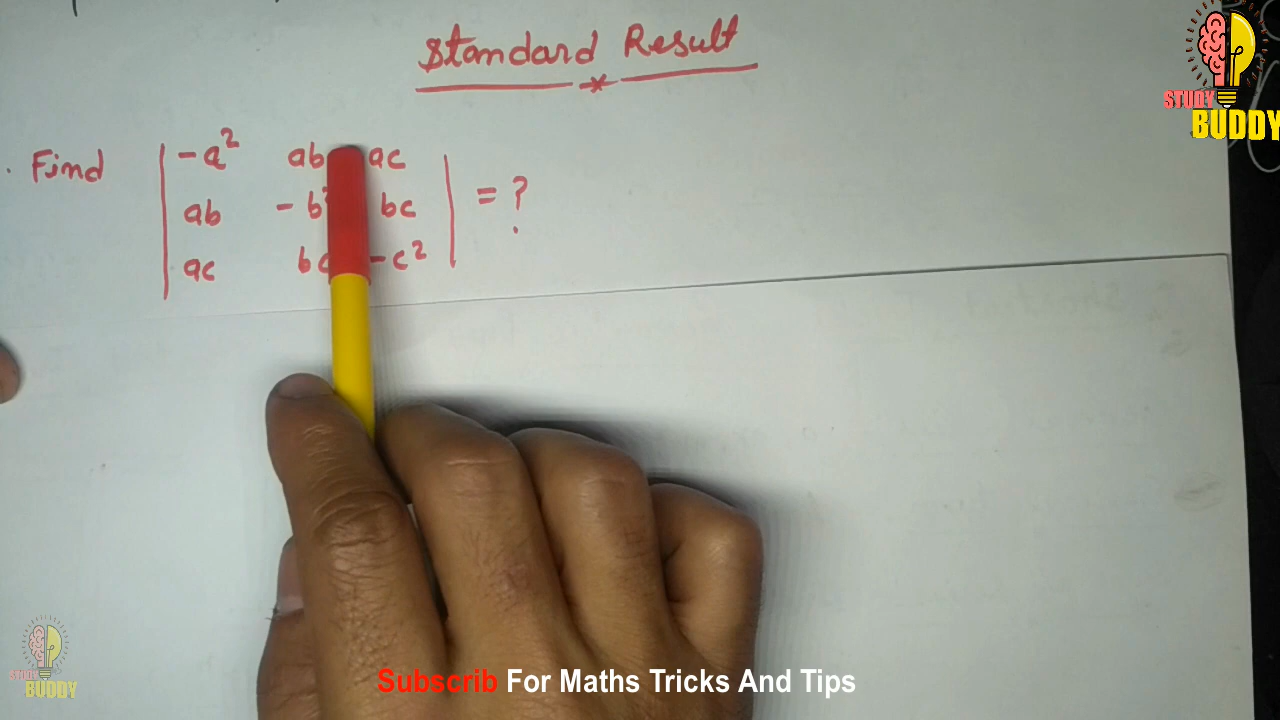 Standard Result
STUDY
BUDDY
. Find | -a² ab ac |
| ab - b bc | = ?
| ac b -c² |
STUDY
BUDDY
Subscrib For Maths Tricks And Tips